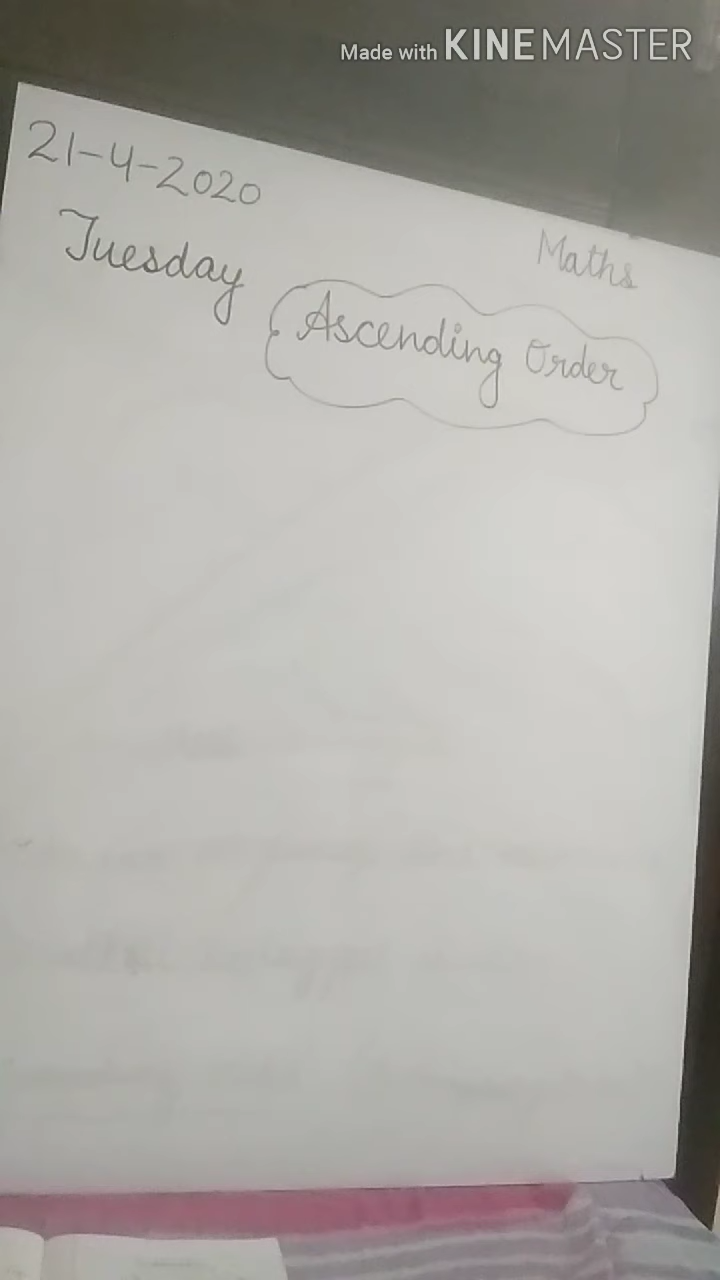 Made with KINEMASTER
21-4-2020
Tuesday
Maths
Ascending Order